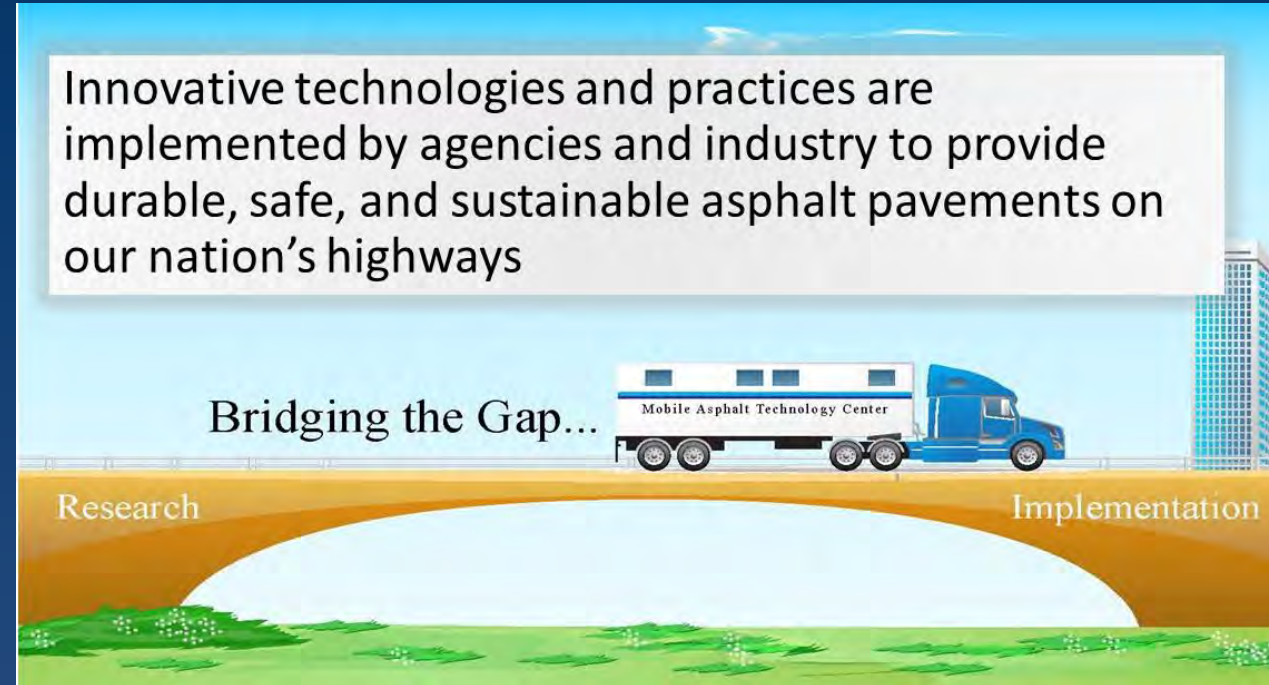 Innovative technologies and practices are
implemented by agencies and industry to provide
durable, safe, and sustainable asphalt pavements on
our nation’s highways
Bridging the Gap...
Mobile Asphalt Technology Center
Research
Implementation